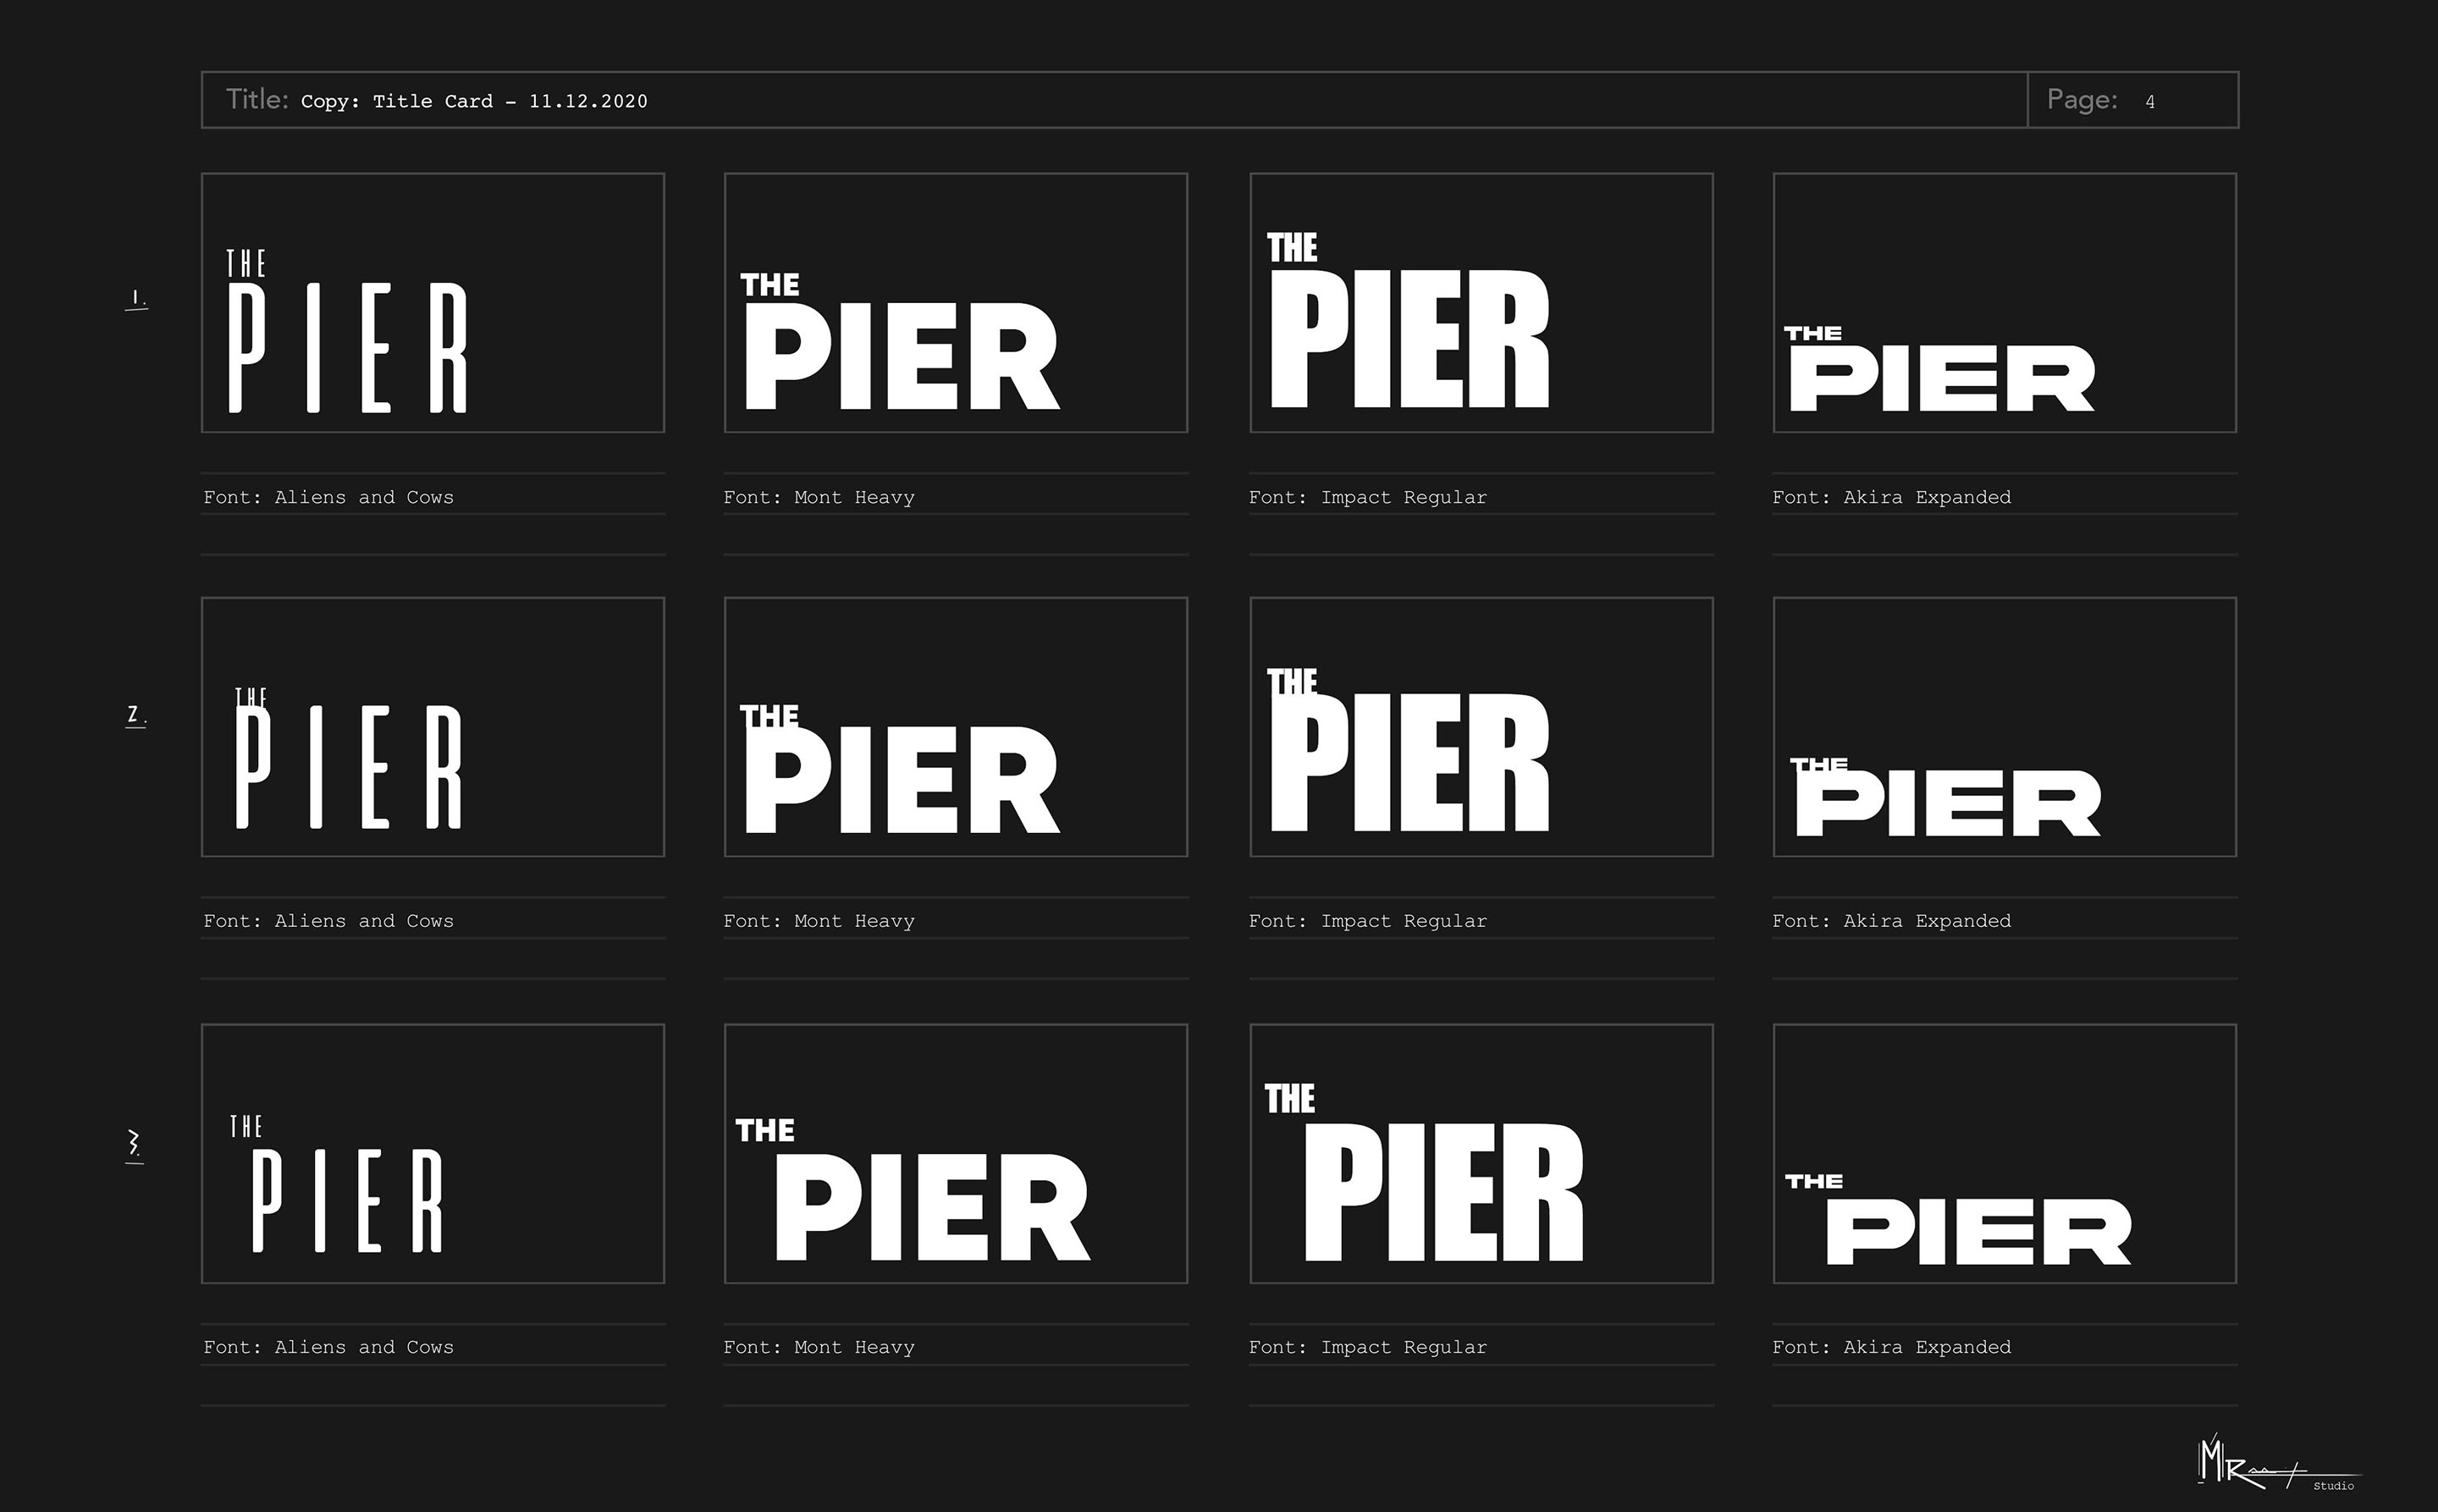 Title: Copy: Title Card - 11.12.2020
Page: 4
1.
THE
PIER
THE
PIER
THE
PIER
THE
PIER
Font: Aliens and Cows
Font: Mont Heavy
Font: Impact Regular
Font: Akira Expanded
2.
THE
PIER
THE
PIER
THE
PIER
THE
PIER
Font: Aliens and Cows
Font: Mont Heavy
Font: Impact Regular
Font: Akira Expanded
3.
THE
PIER
THE
PIER
THE
PIER
THE
PIER
Font: Aliens and Cows
Font: Mont Heavy
Font: Impact Regular
Font: Akira Expanded
Studio